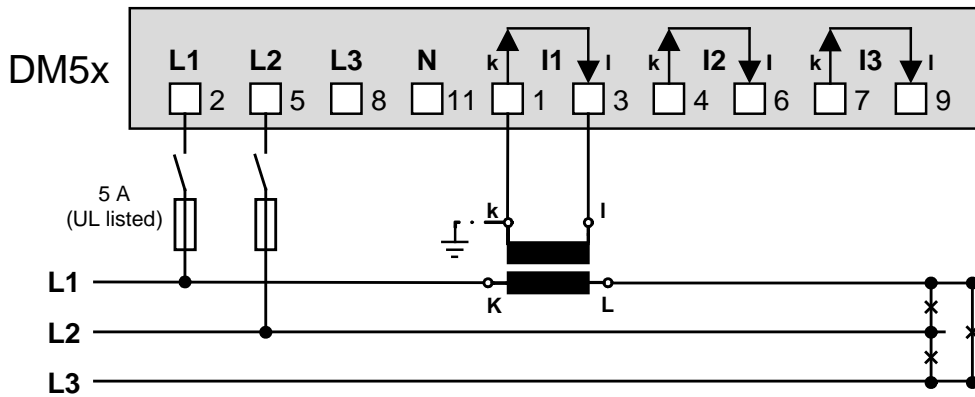 DM5x
L1 L2 L3 N k I1 l k I2 l k I3 l
2 5 8 11 1 3 4 6 7 9
5 A
(UL listed)
k l
L1 K L
L2
L3